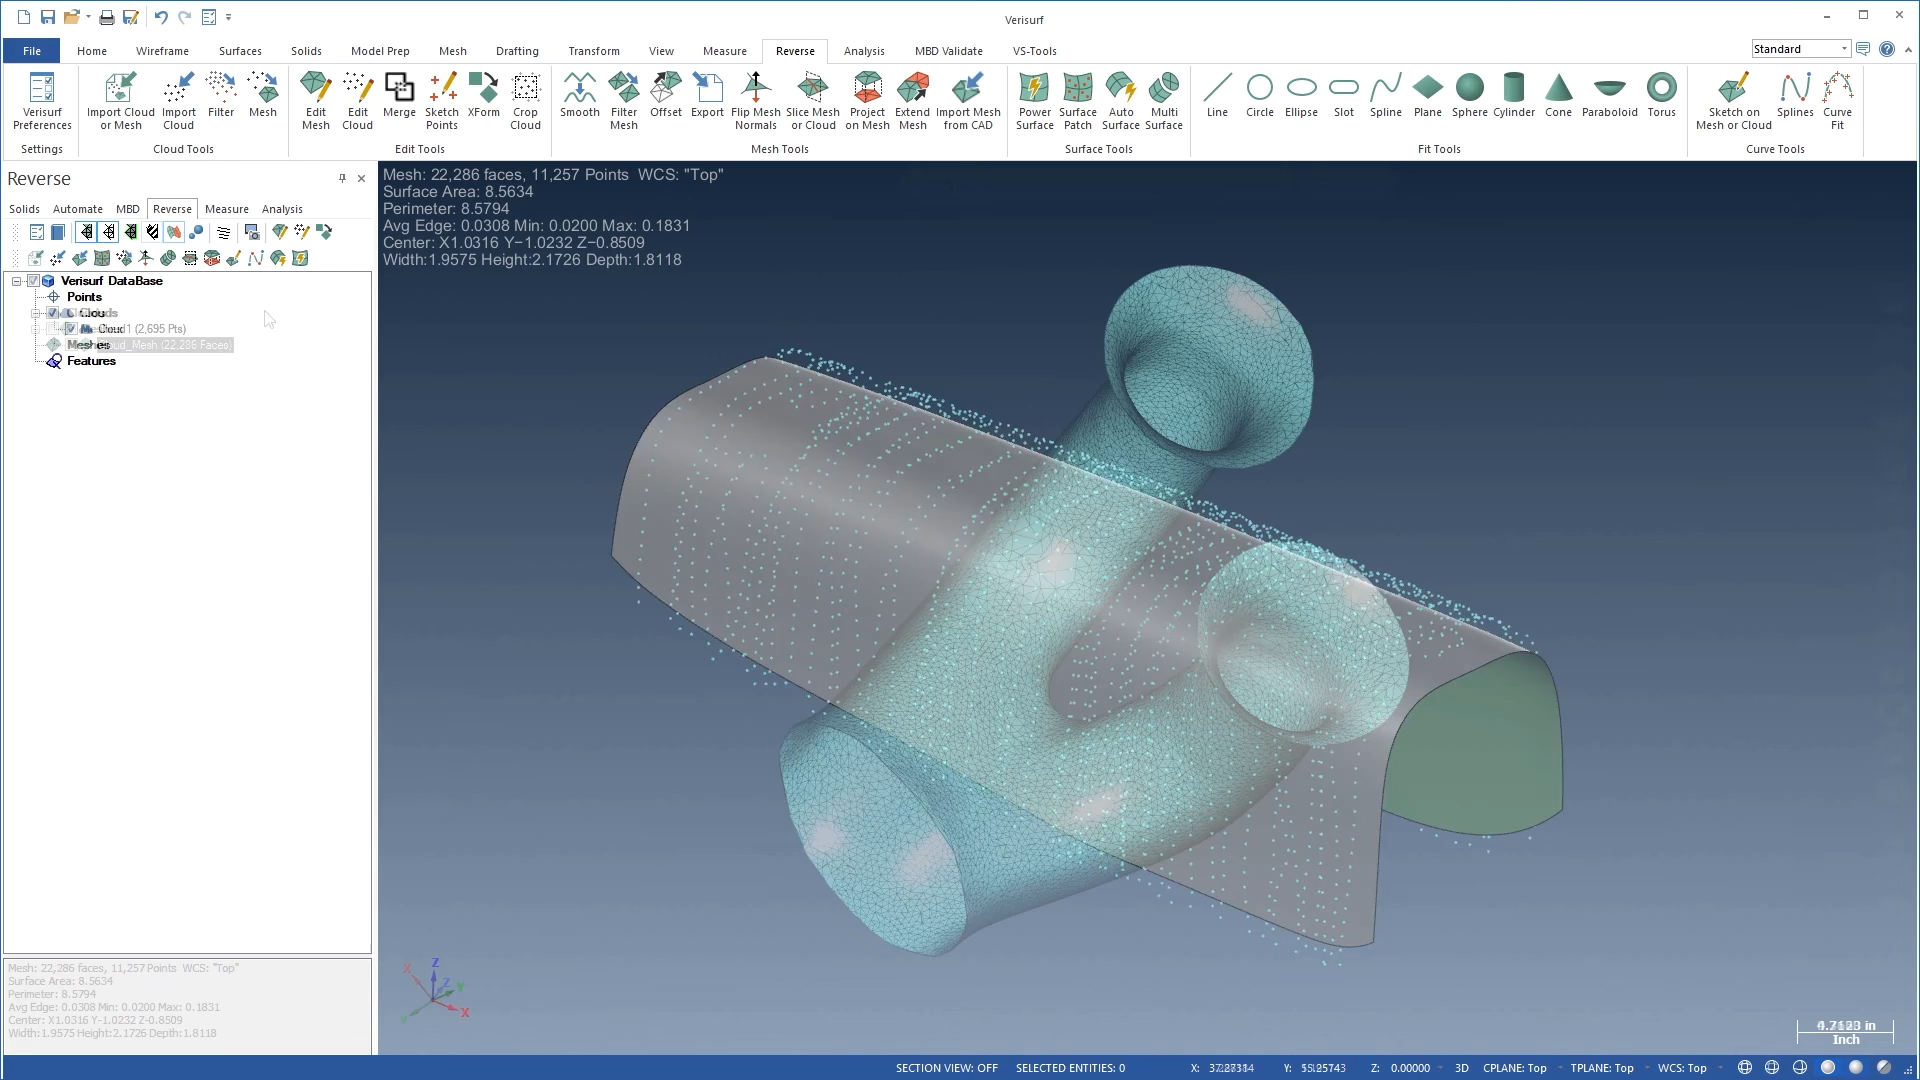 Verisurf
File Home Wireframe Surfaces Solids Model Prep Mesh Drafting Transform View Measure Reverse Analysis MBD Validate VS-Tools Standard
Verisurf Preferences
Import Cloud or Mesh
Import Cloud
Filter
Mesh
Edit Mesh
Edit Cloud
Merge
Sketch Points
XForm
Crop Cloud
Smooth
Filter Mesh
Offset
Export
Flip Mesh Normals
Slice Mesh or Cloud
Project on Mesh
Extend Mesh
Import Mesh from CAD
Power Surface
Surface Patch
Auto Surface
Multi Surface
Line
Circle
Ellipse
Slot
Spline
Plane
Sphere
Cylinder
Cone
Paraboloid
Torus
Sketch on Mesh or Cloud
Splines
Curve Fit
Settings Cloud Tools Edit Tools Mesh Tools Surface Tools Fit Tools Curve Tools
Reverse
Solids Automate MBD Reverse Measure Analysis
Verisurf DataBase
Points
(2,695 Pts)
Meshes
_Mesh (22,286 Faces)
Features
Mesh: 22,286 faces, 11,257 Points WCS: "Top"
Surface Area: 8.5634
Perimeter: 8.5794
Avg Edge: 0.0308 Min: 0.0200 Max: 0.1831
Center: X1.0316 Y-1.0232 Z-0.8509
Width:1.9575 Height:2.1726 Depth:1.8118
Mesh: 22,286 faces, 11,257 Points WCS: "Top"
Surface Area: 8.5634
Perimeter: 8.5794
Avg Edge: 0.0308 Min: 0.0200 Max: 0.1831
Center: X1.0316 Y-1.0232 Z-0.8509
Width:1.9575 Height:2.1726 Depth:1.8118
X Z Z Y Y X
in
Inch
SECTION VIEW: OFF SELECTED ENTITIES: 0 X: Y: Z: 0.00000 3D CPLANE: Top TPLANE: Top WCS: Top